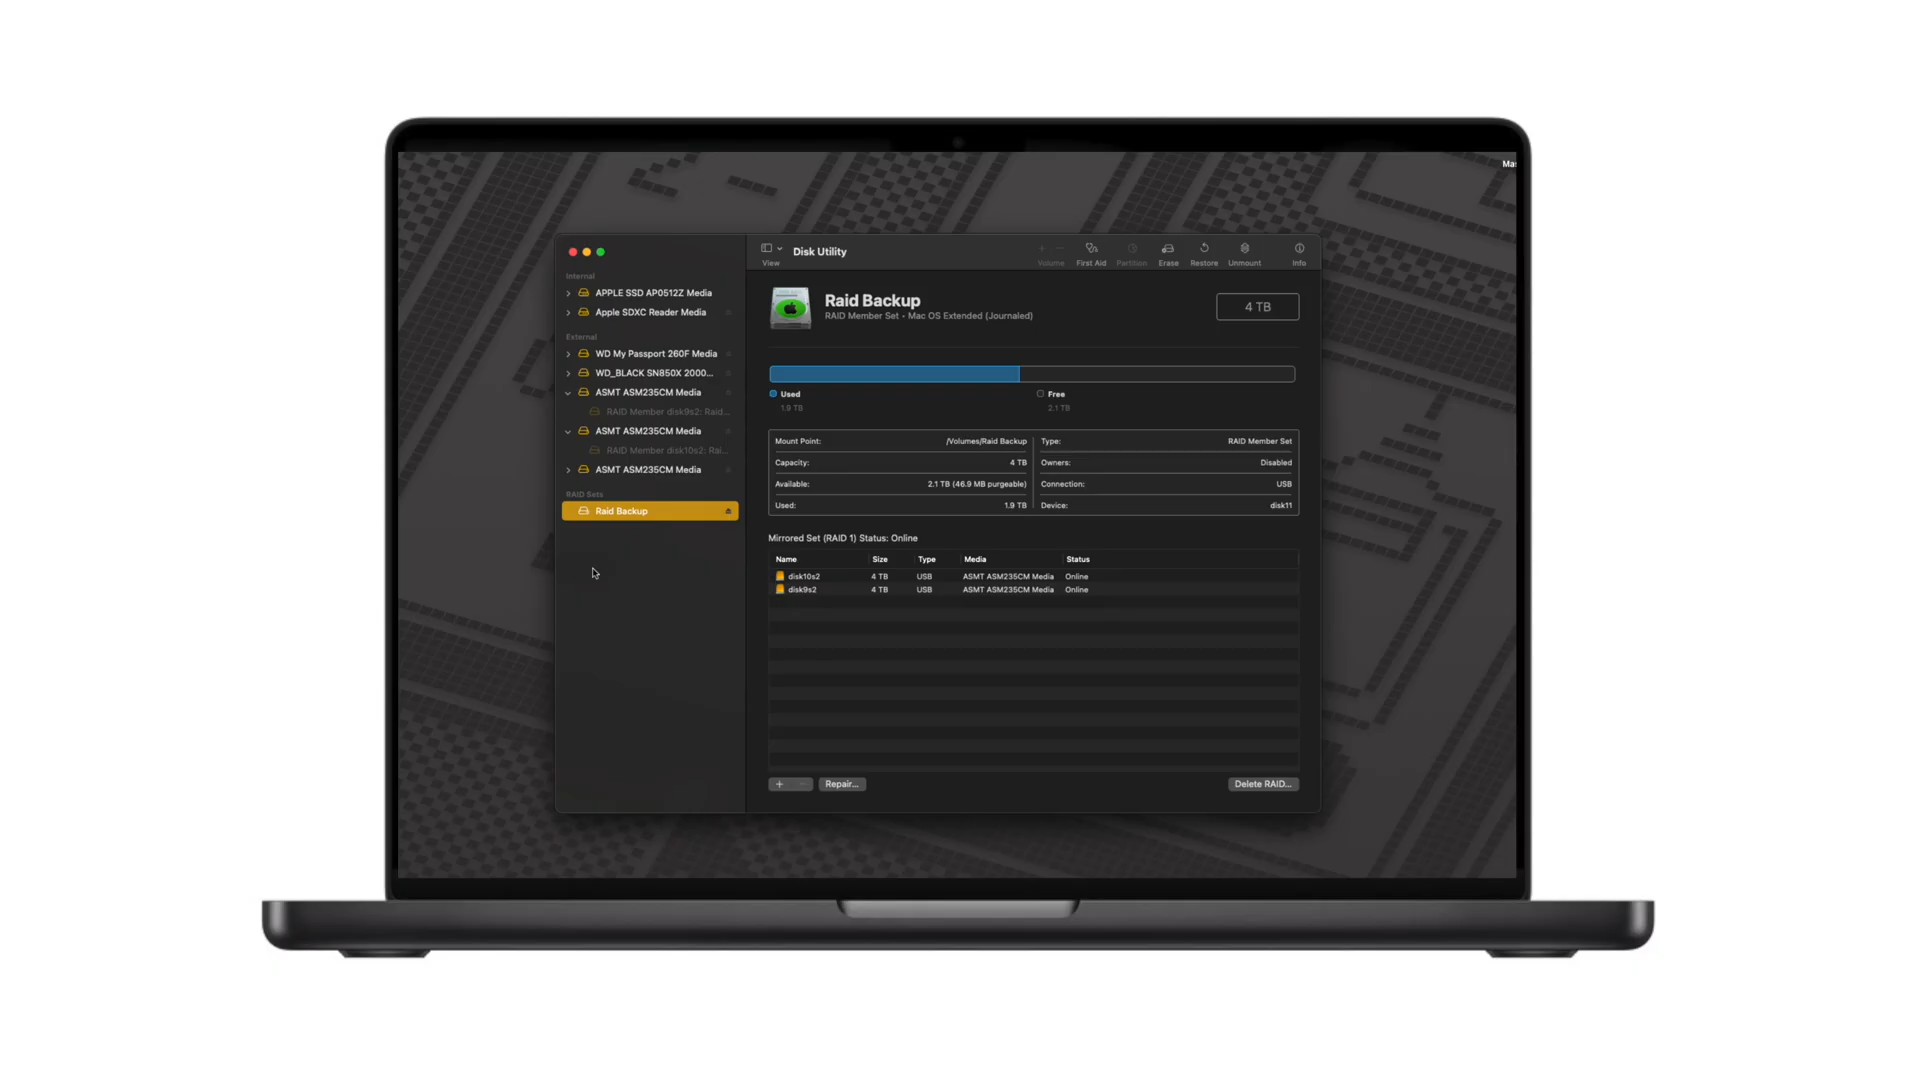 Mas
Disk Utility
View
Volume
First Aid
Partition
Erase
Restore
Unmount
Info
Internal
APPLE SSD AP0512Z Media
Apple SDXC Reader Media
External
WD My Passport 260F Media
WD_BLACK SN850X 2000...
ASMT ASM235CM Media
RAID Member disk9s2: Raid...
ASMT ASM235CM Media
RAID Member disk10s2: Rai...
ASMT ASM235CM Media
RAID Sets
Raid Backup
Raid Backup
RAID Member Set • Mac OS Extended (Journaled)
4 TB
Used
1.9 TB
Free
2.1 TB
Mount Point: /Volumes/Raid Backup
Capacity: 4 TB
Available: 2.1 TB (46.9 MB purgeable)
Used: 1.9 TB
Type: RAID Member Set
Owners: Disabled
Connection: USB
Device: disk11
Mirrored Set (RAID 1) Status: Online
Name Size Type Media Status
disk10s2 4 TB USB ASMT ASM235CM Media Online
disk9s2 4 TB USB ASMT ASM235CM Media Online
+ −
Repair...
Delete RAID...